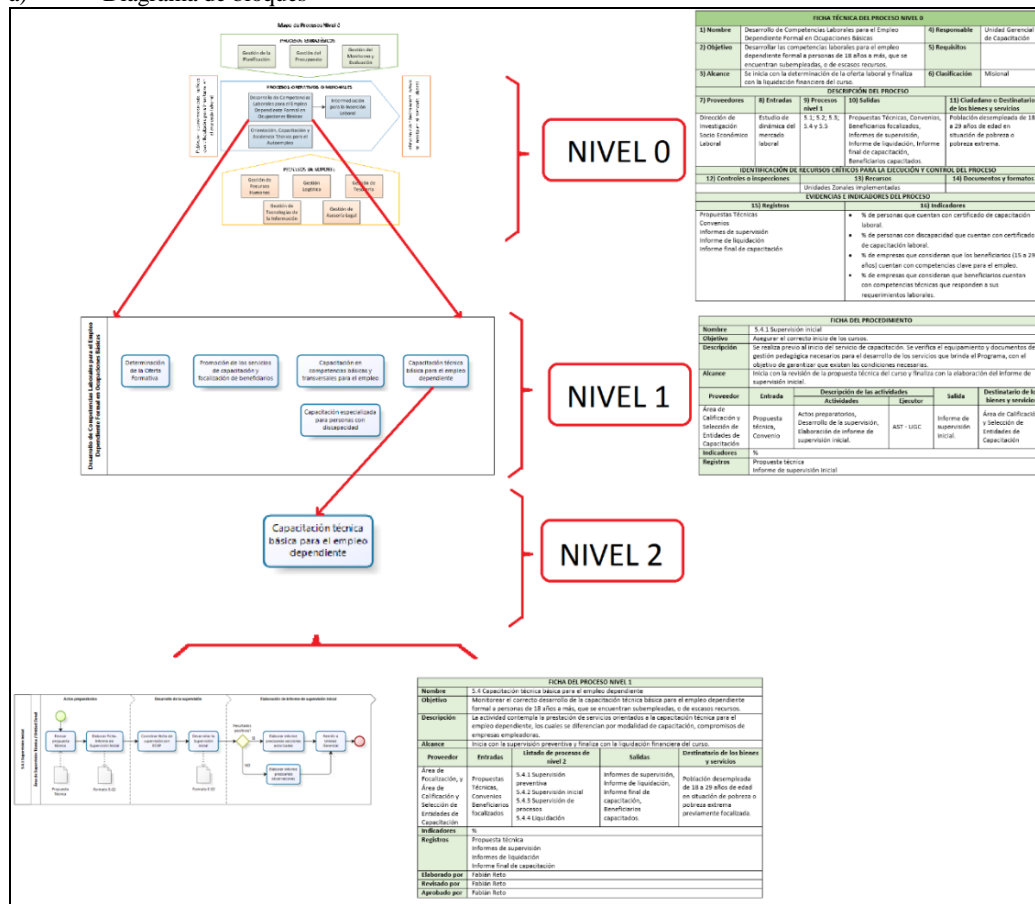 a) Diagrama de bloques
Mapa de Procesos Nivel 0
PROCESOS ESTRATÉGICOS
Gestión de la Planificación
Gestión del Presupuesto
Gestión del Monitoreo y Evaluación
PROCESOS OPERATIVOS O MISIONALES
Desarrollo de Competencias Laborales para el Empleo Dependiente Formal en Ocupaciones Básicas
Intermediación para la Inserción Laboral
Orientación, Capacitación y Asistencia Técnica para el Autoempleo
PROCESOS DE SOPORTE
Gestión de Recursos Humanos
Gestión Logística
Gestión de Tesorería
Gestión de Tecnologías de la Información
Gestión de Asesoría Legal
NIVEL 0
FICHA TÉCNICA DEL PROCESO NIVEL 0
1) Nombre
Desarrollo de Competencias Laborales para el Empleo
Dependiente Formal en Ocupaciones Básicas
4) Responsable
Unidad Gerencial
de Capacitación
2) Objetivo
Desarrollar las competencias laborales para el empleo
dependiente formal a personas de 18 años a más, que se
encuentran subempleadas, o de escasos recursos.
5) Requisitos
3) Alcance
Se inicia con la determinación de la oferta laboral y finaliza
con la liquidación financiera del curso.
6) Clasificación
Misional
DESCRIPCIÓN DEL PROCESO
7) Proveedores
8) Entradas
9) Procesos
nivel 1
10) Salidas
11) Ciudadano o Destinatario
de los bienes y servicios
Dirección de
Investigación
Socio Económico
Laboral
Estudio de
dinámica del
mercado
laboral
5.1; 5.2; 5.3;
5.4 y 5.5
Propuestas Técnicas, Convenios,
Beneficiarios focalizados,
Informes de supervisión,
Informe de liquidación, Informe
final de capacitación,
Beneficiarios capacitados.
Población desempleada de 18
a 29 años de edad en
situación de pobreza o
pobreza extrema.
IDENTIFICACIÓN DE RECURSOS CRÍTICOS PARA LA EJECUCIÓN Y CONTROL DEL PROCESO
12) Controles o inspecciones
13) Recursos
14) Documentos y formatos
Unidades Zonales implementadas
EVIDENCIAS E INDICADORES DEL PROCESO
15) Registros
16) Indicadores
Propuestas Técnicas
Convenios
Informes de supervisión
Informe de liquidación
Informe final de capacitación
• % de personas que cuentan con certificado de capacitación
laboral.
• % de personas con discapacidad que cuentan con certificado
de capacitación laboral.
• % de empresas que consideran que los beneficiarios (15 a 29
años) cuentan con competencias clave para el empleo.
• % de empresas que consideran que beneficiarios cuentan
con competencias técnicas que responden a sus
requerimientos laborales.
Desarrollo de Competencias Laborales para el Empleo
Dependiente Formal en Ocupaciones Básicas
Determinación
de la Oferta
Formativa
Promoción de los servicios
de capacitación y
focalización de beneficiarios
Capacitación en
competencias básicas y
transversales para el empleo
Capacitación técnica
básica para el empleo
dependiente
Capacitación especializada
para personas con
discapacidad
NIVEL 1
FICHA DEL PROCEDIMIENTO
Nombre
5.4.1 Supervisión inicial
Objetivo
Asegurar el correcto inicio de los cursos.
Descripción
Se realiza previo al inicio del servicio de capacitación. Se verifica el equipamiento y documentos de
gestión pedagógica necesarios para el desarrollo de los servicios que brinda el Programa, con el
objetivo de garantizar que existan las condiciones necesarias.
Alcance
Inicia con la revisión de la propuesta técnica del curso y finaliza con la elaboración del Informe de
supervisión inicial.
Proveedor
Entrada
Descripción de las actividades
Actividades
Ejecutor
Salida
Destinatario de los
bienes y servicios
Área de
Calificación y
Selección de
Entidades de
Capacitación
Propuesta
técnica,
Convenio
Actos preparatorios,
Desarrollo de la supervisión,
Elaboración de informe de
supervisión inicial.
AST - UGC
Informe de
supervisión
inicial.
Área de Calificación
y Selección de
Entidades de
Capacitación
Indicadores
%
Registros
Propuesta técnica
Informe de supervisión inicial
Capacitación técnica
básica para el empleo
dependiente
NIVEL 2
Actos preparatorios
Desarrollo de la supervisión
Elaboración de informe de supervisión inicial
FICHA DEL PROCESO NIVEL 1
Nombre
5.4 Capacitación técnica básica para el empleo dependiente
Objetivo
Monitorear el correcto desarrollo de la capacitación técnica básica para el empleo dependiente
formal a personas de 18 años a más, que se encuentran subempleadas, o de escasos recursos.
Descripción
La actividad contempla la prestación de servicios orientados a la capacitación técnica para el
empleo dependiente, los cuales se diferencian por modalidad de capacitación, compromisos de
empresas empleadoras.
Alcance
Inicia con la supervisión preventiva y finaliza con la liquidación financiera del curso.
Proveedor
Entradas
Listado de procesos de
nivel 2
Salidas
Destinatario de los bienes
y servicios
Área de
Focalización, y
Área de
Calificación y
Selección de
Entidades de
Capacitación
Propuestas
Técnicas,
Convenios
Beneficiarios
focalizados
5.4.1 Supervisión
preventiva
5.4.2 Supervisión inicial
5.4.3 Supervisión de
procesos
5.4.4 Liquidación
Informes de supervisión,
Informe de liquidación,
Informe final de
capacitación,
Beneficiarios
capacitados.
Población desempleada
de 18 a 29 años de edad
en situación de pobreza o
pobreza extrema
previamente focalizada.
Indicadores
%
Registros
Propuesta técnica
Informes de supervisión
Informes de liquidación
Informe final de capacitación
Elaborado por
Fabián Reto
Revisado por
Fabián Reto
Aprobado por
Fabián Reto